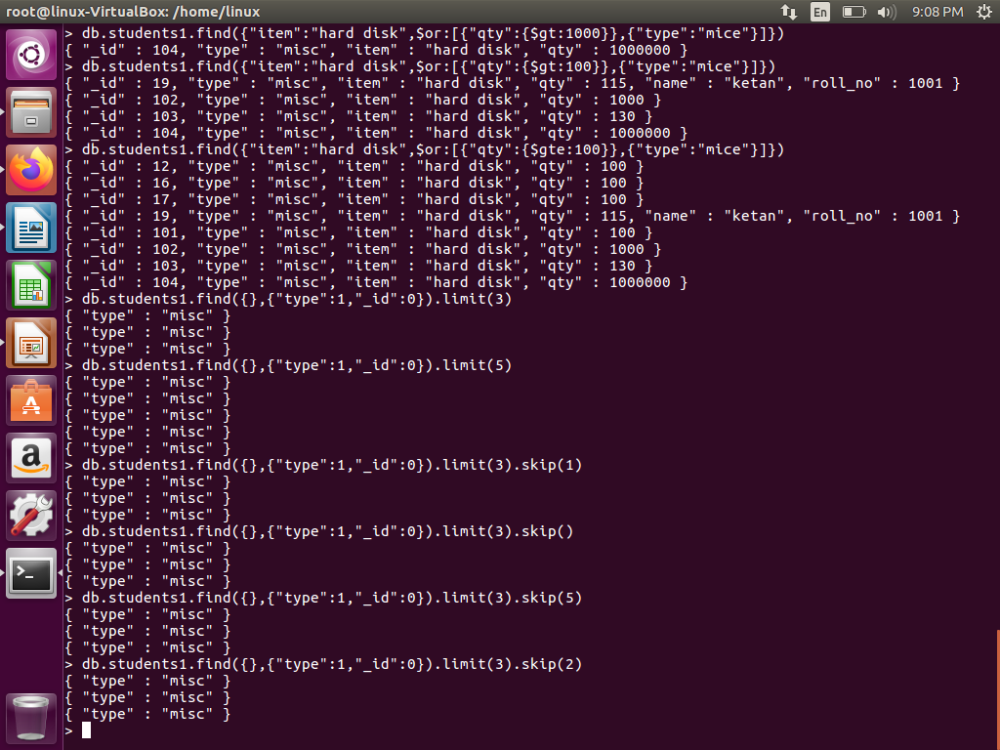 root@linux-VirtualBox: /home/linux
En
9:08 PM
> db.students1.find({"item":"hard disk",$or:[{"qty":{$gt:1000}},{"type":"mice"}]})
{ "_id" : 104, "type" : "misc", "item" : "hard disk", "qty" : 1000000 }
> db.students1.find({"item":"hard disk",$or:[{"qty":{$gt:100}},{"type":"mice"}]})
{ "_id" : 19, "type" : "misc", "item" : "hard disk", "qty" : 115, "name" : "ketan", "roll_no" : 1001 }
{ "_id" : 102, "type" : "misc", "item" : "hard disk", "qty" : 1000 }
{ "_id" : 103, "type" : "misc", "item" : "hard disk", "qty" : 130 }
{ "_id" : 104, "type" : "misc", "item" : "hard disk", "qty" : 1000000 }
> db.students1.find({"item":"hard disk",$or:[{"qty":{$gte:100}},{"type":"mice"}]})
{ "_id" : 12, "type" : "misc", "item" : "hard disk", "qty" : 100 }
{ "_id" : 16, "type" : "misc", "item" : "hard disk", "qty" : 100 }
{ "_id" : 17, "type" : "misc", "item" : "hard disk", "qty" : 100 }
{ "_id" : 19, "type" : "misc", "item" : "hard disk", "qty" : 115, "name" : "ketan", "roll_no" : 1001 }
{ "_id" : 101, "type" : "misc", "item" : "hard disk", "qty" : 100 }
{ "_id" : 102, "type" : "misc", "item" : "hard disk", "qty" : 1000 }
{ "_id" : 103, "type" : "misc", "item" : "hard disk", "qty" : 130 }
{ "_id" : 104, "type" : "misc", "item" : "hard disk", "qty" : 1000000 }
> db.students1.find({},{"type":1,"_id":0}).limit(3)
{ "type" : "misc" }
{ "type" : "misc" }
{ "type" : "misc" }
> db.students1.find({},{"type":1,"_id":0}).limit(5)
{ "type" : "misc" }
{ "type" : "misc" }
{ "type" : "misc" }
{ "type" : "misc" }
{ "type" : "misc" }
> db.students1.find({},{"type":1,"_id":0}).limit(3).skip(1)
{ "type" : "misc" }
{ "type" : "misc" }
{ "type" : "misc" }
> db.students1.find({},{"type":1,"_id":0}).limit(3).skip()
{ "type" : "misc" }
{ "type" : "misc" }
{ "type" : "misc" }
> db.students1.find({},{"type":1,"_id":0}).limit(3).skip(5)
{ "type" : "misc" }
{ "type" : "misc" }
{ "type" : "misc" }
> db.students1.find({},{"type":1,"_id":0}).limit(3).skip(2)
{ "type" : "misc" }
{ "type" : "misc" }
{ "type" : "misc" }
>